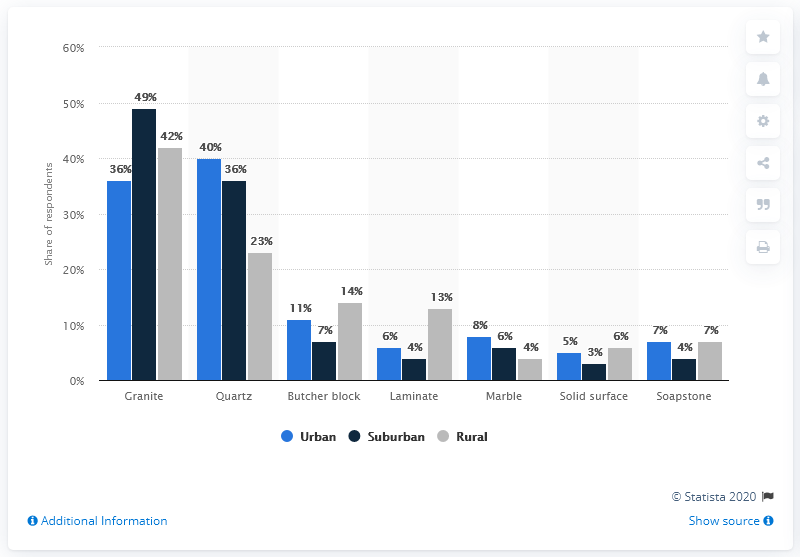 60%
50%
40%
30%
20%
10%
0%
Share of respondents
36% 49% 42%
40% 36% 23%
11% 7% 14%
6% 4% 13%
8% 6% 4%
5% 3% 6%
7% 4% 7%
Granite Quartz Butcher block Laminate Marble Solid surface Soapstone
Urban Suburban Rural
© Statista 2020
Additional Information Show source